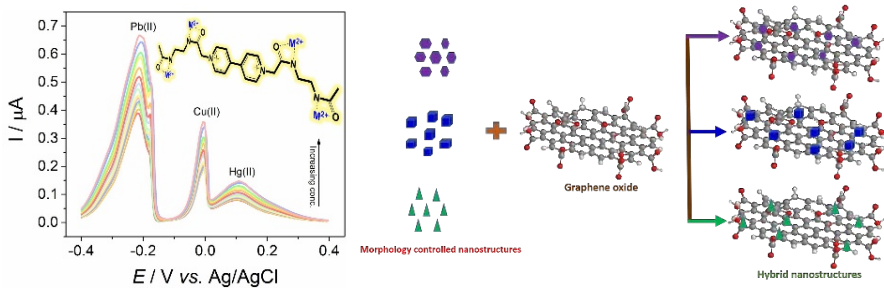 Pb(II)
Cu(II)
Hg(II)
M²⁺
M²⁺
M²⁺
M²⁺
O
O
O
O
N
N
N
N
Increasing conc.
I / μA
0.7
0.6
0.5
0.4
0.3
0.2
0.1
0.0
-0.4
-0.2
0.0
0.2
0.4
E / V vs. Ag/AgCl
Morphology controlled nanostructures
Graphene oxide
Hybrid nanostructures